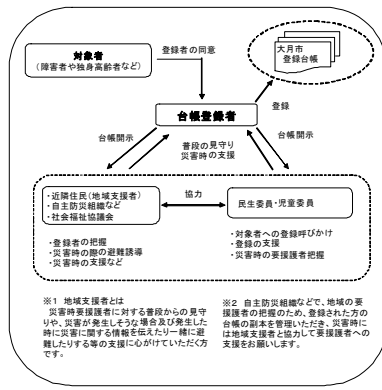 対象者
(障害者や独身高齢者など)
登録者の同意
大月市
登録台帳
登録
台帳登録者
台帳開示
普段の見守り
災害時の支援
台帳開示
・近隣住民(地域支援者)
・自主防災組織など
・社会福祉協議会
協力
民生委員・児童委員
・登録者の把握
・災害時の際の避難誘導
・災害時の支援など
・対象者への登録呼びかけ
・登録の支援
・災害時の要援護者把握
※1 地域支援者とは
災害時要援護者に対する普段からの見守
りや、災害が発生しそうな場合及び発生した
時に災害に関する情報を伝えたり一緒に避
難したりする等の支援に心がけていただく方
です。
※2 自主防災組織などで、地域の要
援護者の把握のため、登録された方の
台帳の副本を管理いただき、災害時に
は地域支援者と協力して要援護者への
支援をお願いします。